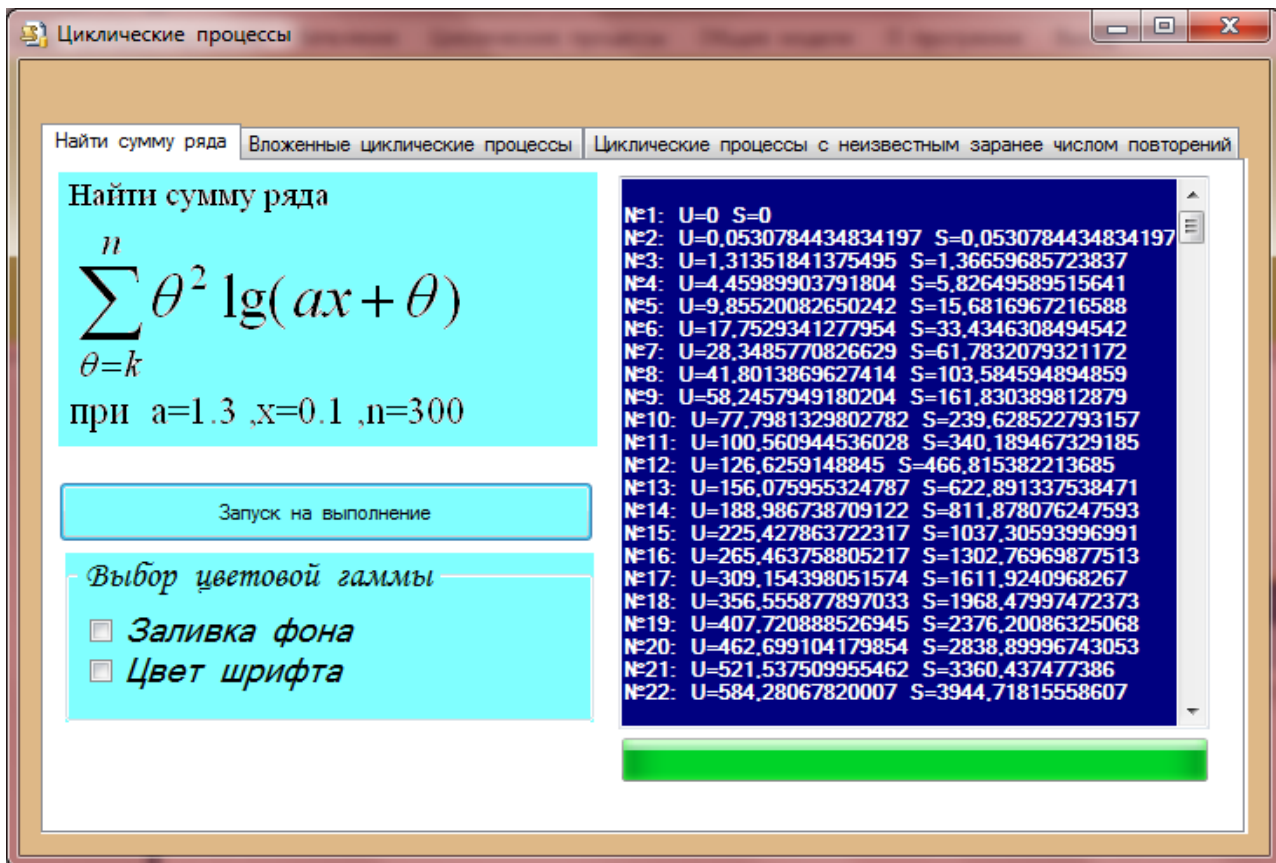 Циклические процессы
Найти сумму ряда
Вложенные циклические процессы
Циклические процессы с неизвестным заранее числом повторений
Найти сумму ряда
n
∑ θ² lg(ax + θ)
θ=k
при a=1.3 ,x=0.1 ,n=300
Запуск на выполнение
Выбор цветовой гаммы
Заливка фона
Цвет шрифта
№1: U=0 S=0
№2: U=0,0530784434834197 S=0,0530784434834197
№3: U=1,31351841375495 S=1,36659685723837
№4: U=4,45989903791804 S=5,82649589515641
№5: U=9,85520082650242 S=15,6816967216588
№6: U=17,7529341277954 S=33,4346308494542
№7: U=28,3485770826629 S=61,7832079321172
№8: U=41,8013869627414 S=103,584594894859
№9: U=58,2457949180204 S=161,830389812879
№10: U=77,7981329802782 S=239,628522793157
№11: U=100,560944536028 S=340,189467329185
№12: U=126,6259148845 S=466,815382213685
№13: U=156,075955324787 S=622,891337538471
№14: U=188,986738709122 S=811,878076247593
№15: U=225,427863722317 S=1037,30593996991
№16: U=265,463758805217 S=1302,76969877513
№17: U=309,154398051574 S=1611,9240968267
№18: U=356,555877897033 S=1968,47997472373
№19: U=407,720888526945 S=2376,20086325068
№20: U=462,699104179854 S=2838,89996743053
№21: U=521,537509955462 S=3360,437477386
№22: U=584,28067820007 S=3944,71815558607